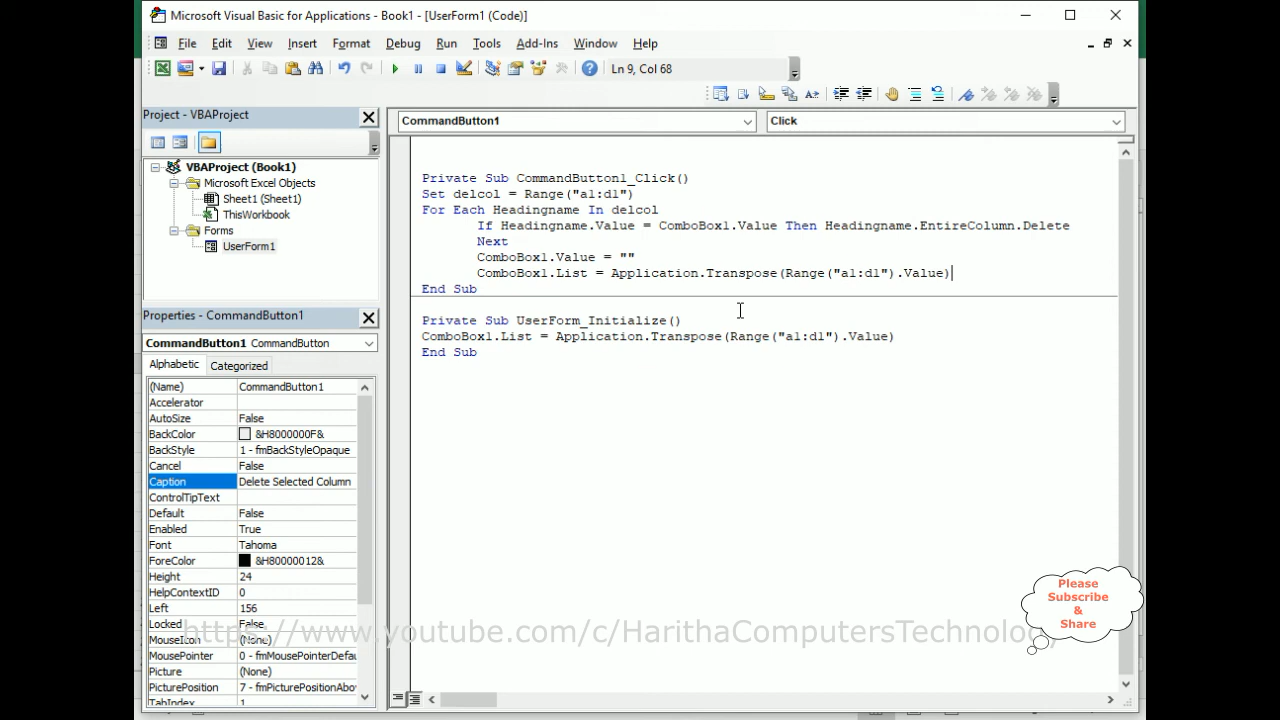 Microsoft Visual Basic for Applications - Book1 - [UserForm1 (Code)]
File Edit View Insert Format Debug Run Tools Add-Ins Window Help
Ln 9, Col 68
Project - VBAProject
CommandButton1 Click
VBAProject (Book1)
Microsoft Excel Objects
Sheet1 (Sheet1)
ThisWorkbook
Forms
UserForm1
Private Sub CommandButton1_Click()
Set delcol = Range("a1:d1")
For Each Headingname In delcol
If Headingname.Value = ComboBox1.Value Then Headingname.EntireColumn.Delete
Next
ComboBox1.Value = ""
ComboBox1.List = Application.Transpose(Range("a1:d1").Value)
End Sub
Private Sub UserForm_Initialize()
ComboBox1.List = Application.Transpose(Range("a1:d1").Value)
End Sub
Properties - CommandButton1
CommandButton1 CommandButton
Alphabetic Categorized
(Name) CommandButton1
Accelerator
AutoSize False
BackColor &H8000000F&
BackStyle 1 - fmBackStyleOpaque
Cancel False
Caption Delete Selected Column
ControlTipText
Default False
Enabled True
Font Tahoma
ForeColor &H80000012&
Height 24
HelpContextID 0
Left 156
Locked False
MouseIcon (None)
MousePointer 0 - fmMousePointerDefau
Picture (None)
PicturePosition 7 - fmPicturePositionAbov
TabIndex 1
Please
Subscribe
&
Share
https://www.youtube.com/c/HarithaComputersTechnology/